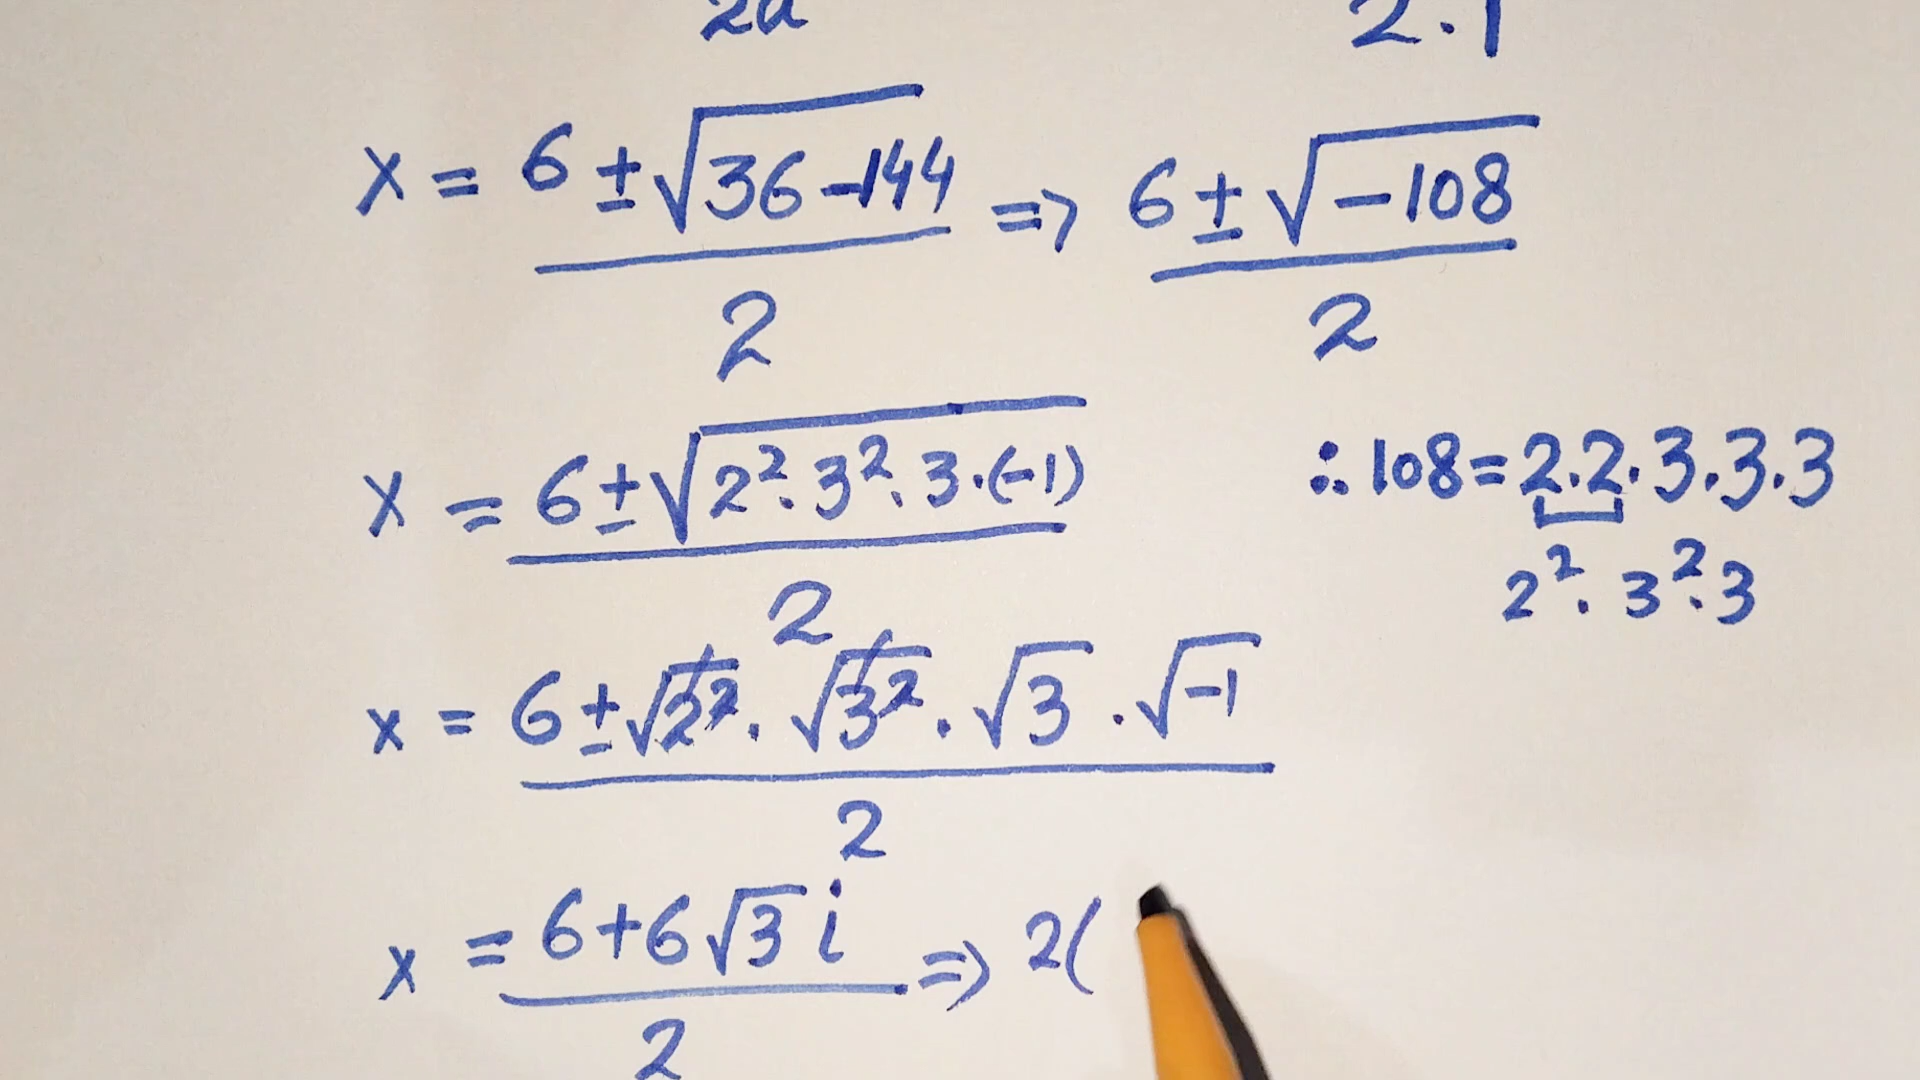 2a 2.1
x = 6 ± √36-144 / 2 => 6 ± √-108 / 2
x = 6 ± √2².3².3.(-1) / 2
∴ 108 = 2.2.3.3.3
2².3².3
x = 6 ± √2² . √3² . √3 . √-1 / 2
x = 6+6√3 i / 2 => 2(